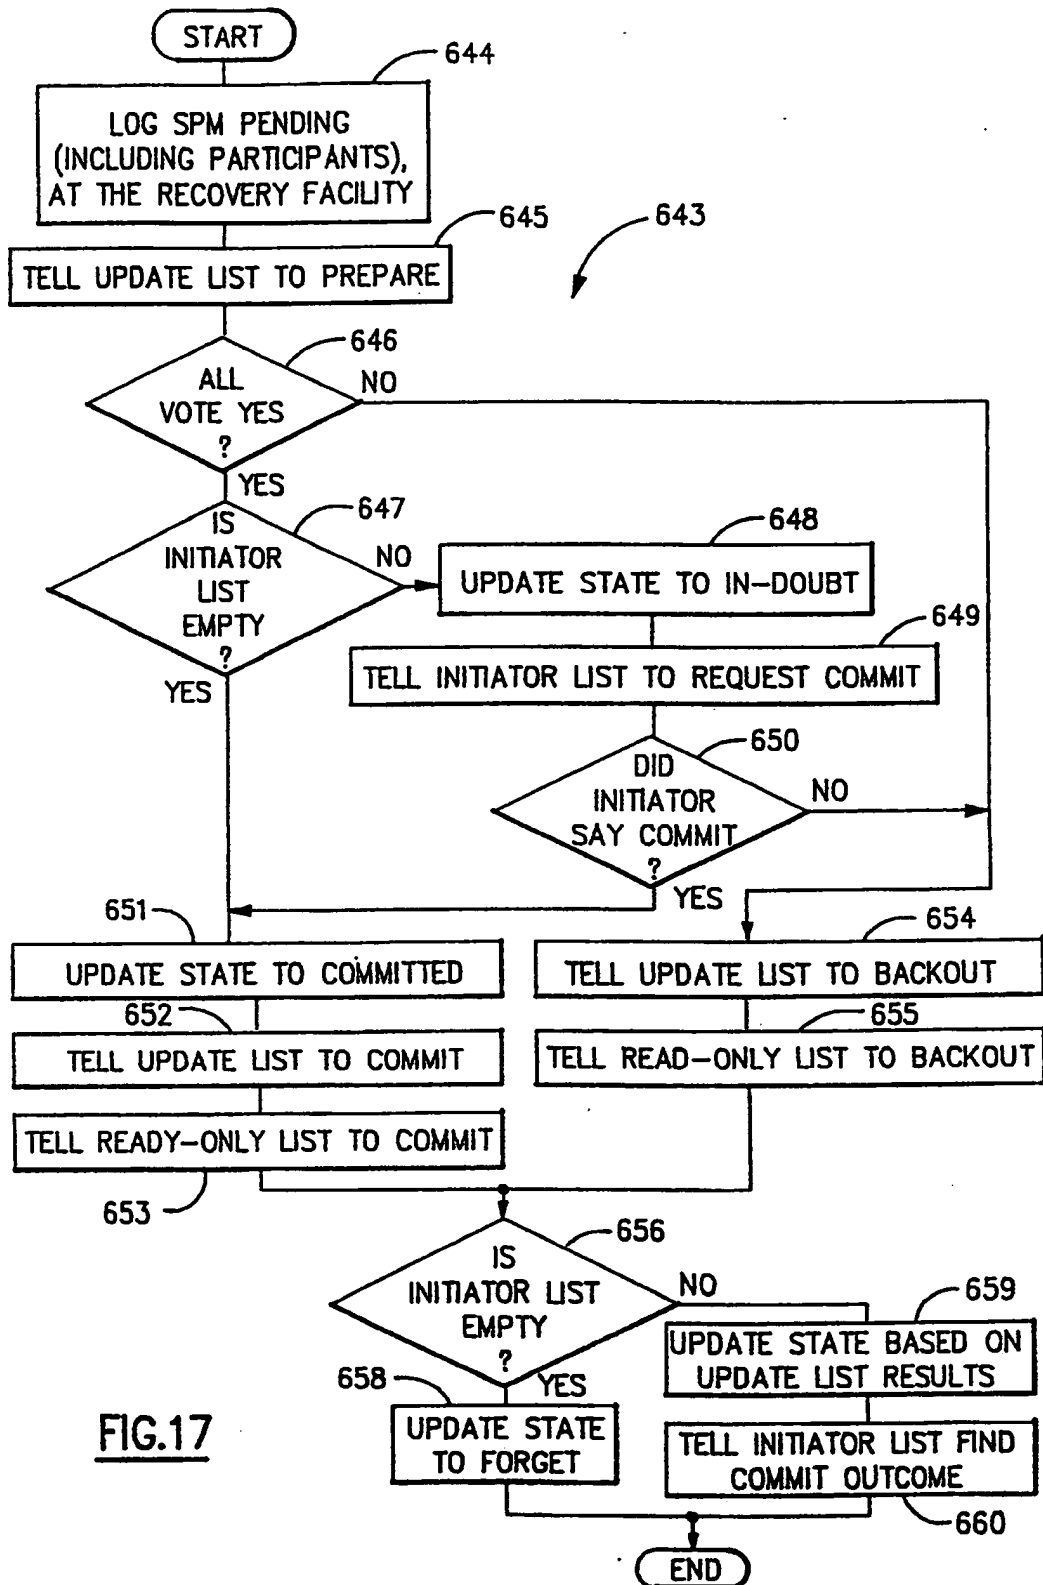 START
644
LOG SPM PENDING
(INCLUDING PARTICIPANTS),
AT THE RECOVERY FACILITY
645
643
TELL UPDATE LIST TO PREPARE
646
ALL
VOTE YES
?
NO
YES
647
IS
INITIATOR
LIST
EMPTY
?
NO
YES
648
UPDATE STATE TO IN-DOUBT
649
TELL INITIATOR LIST TO REQUEST COMMIT
650
DID
INITIATOR
SAY COMMIT
?
NO
YES
651
UPDATE STATE TO COMMITTED
654
TELL UPDATE LIST TO BACKOUT
652
TELL UPDATE LIST TO COMMIT
655
TELL READ-ONLY LIST TO BACKOUT
TELL READY-ONLY LIST TO COMMIT
653
656
IS
INITIATOR LIST
EMPTY
?
NO
YES
659
UPDATE STATE BASED ON
UPDATE LIST RESULTS
658
UPDATE STATE
TO FORGET
TELL INITIATOR LIST FIND
COMMIT OUTCOME
660
END
FIG.17